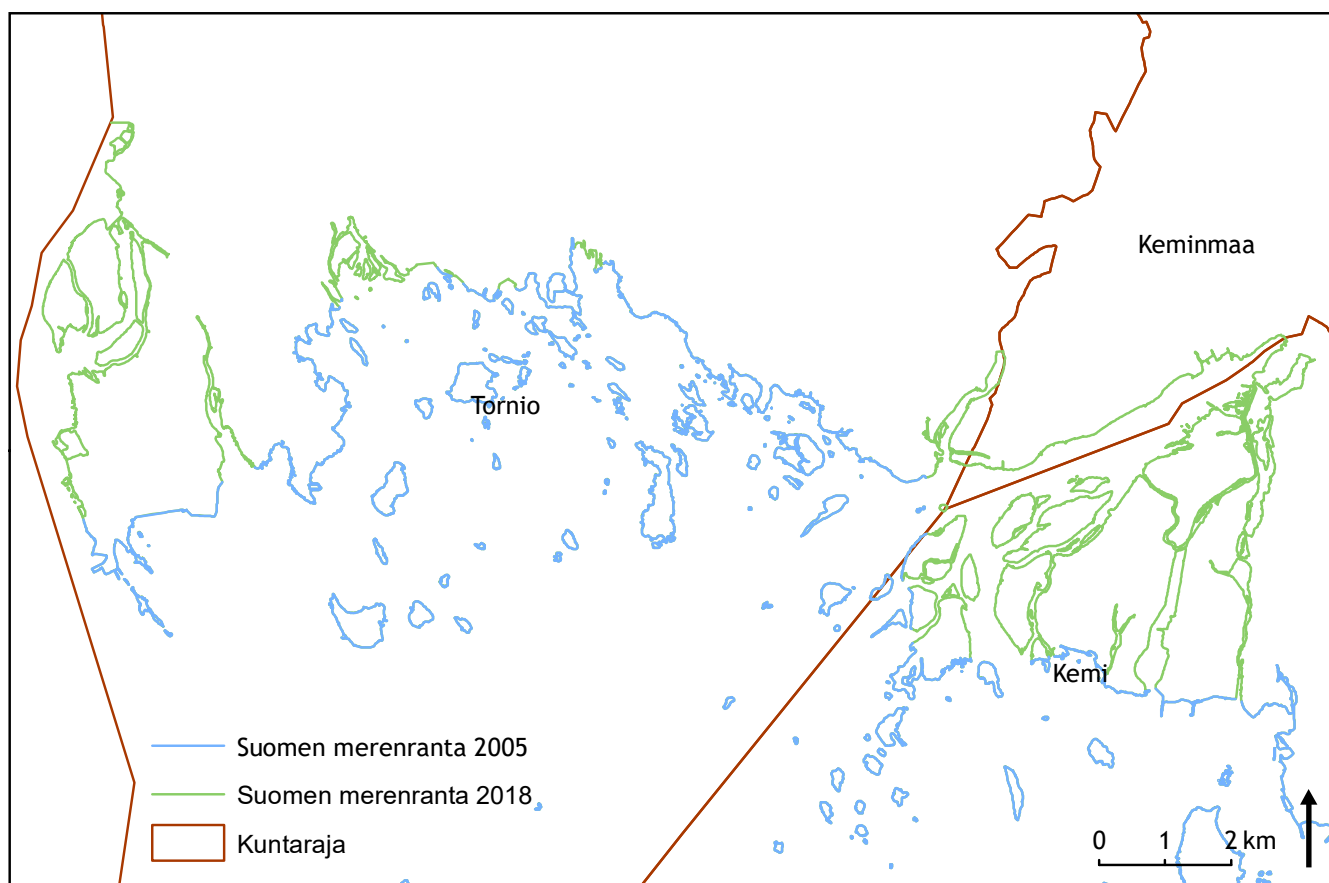 Keminmaa
Tornio
Kemi
Suomen merenranta 2005
Suomen merenranta 2018
Kuntaraja
0 1 2 km